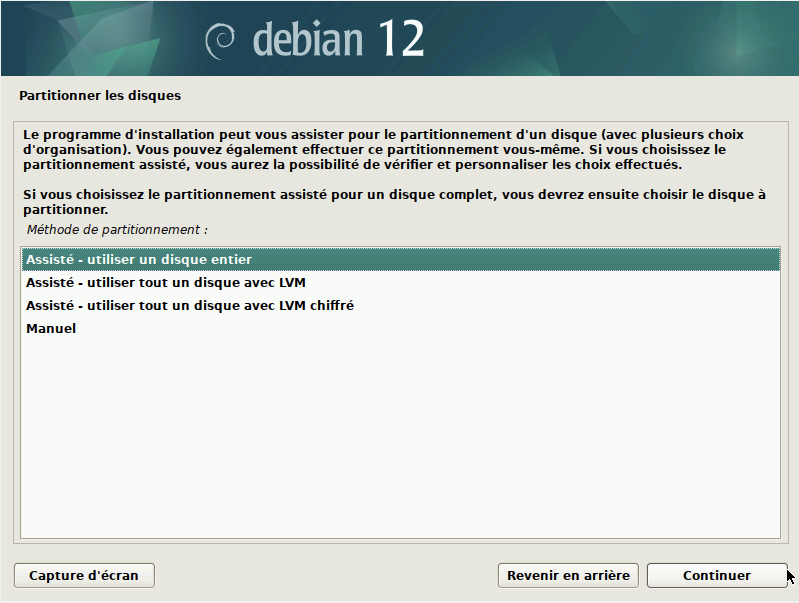 debian 12
Partitionner les disques
Le programme d'installation peut vous assister pour le partitionnement d'un disque (avec plusieurs choix
d'organisation). Vous pouvez également effectuer ce partitionnement vous-même. Si vous choisissez le
partitionnement assisté, vous aurez la possibilité de vérifier et personnaliser les choix effectués.
Si vous choisissez le partitionnement assisté pour un disque complet, vous devrez ensuite choisir le disque à
partitionner.
Méthode de partitionnement :
Assisté - utiliser un disque entier
Assisté - utiliser tout un disque avec LVM
Assisté - utiliser tout un disque avec LVM chiffré
Manuel
Capture d'écran
Revenir en arrière
Continuer